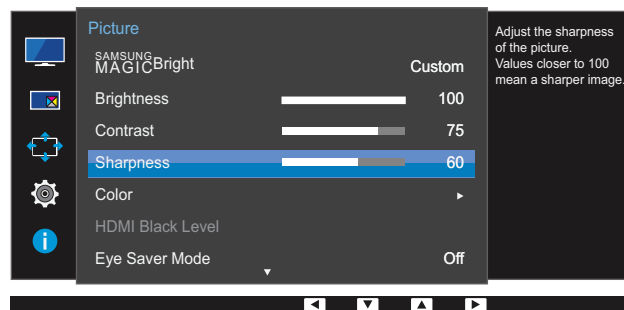 Picture
SAMSUNG
MAGICBright Custom
Brightness 100
Contrast 75
Sharpness 60
Color
HDMI Black Level
Eye Saver Mode Off
Adjust the sharpness
of the picture.
Values closer to 100
mean a sharper image.